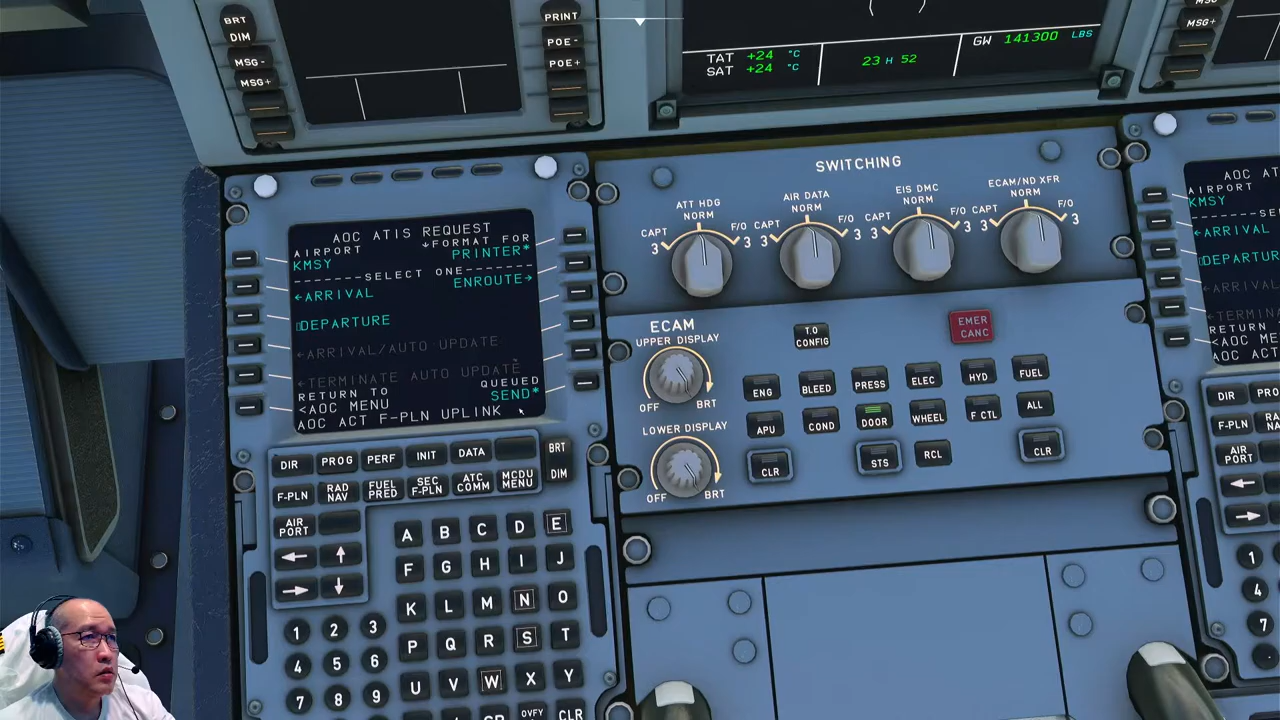 BRT
DIM
MSG-
MSG+
PRINT
POE-
POE+
TAT +24 °C
SAT +24 °C
23 H 52
GW 141300 LBS
MSG+
AOC ATIS REQUEST
AIRPORT
FORMAT FOR
KMSY
PRINTER*
------SELECT ONE------
ENROUTE→
←ARRIVAL
DEPARTURE
←ARRIVAL/AUTO UPDATE
←TERMINATE AUTO UPDATE
RETURN TO
QUEUED
<AOC MENU
SEND*
AOC ACT F-PLN UPLINK
SWITCHING
ATT HDG
NORM
CAPT
3
F/O
3
AIR DATA
NORM
CAPT
3
F/O
3
EIS DMC
NORM
CAPT
3
F/O
3
ECAM/ND XFR
NORM
CAPT
3
F/O
3
ECAM
UPPER DISPLAY
OFF
BRT
LOWER DISPLAY
OFF
BRT
T.O
CONFIG
EMER
CANC
ENG
BLEED
PRESS
ELEC
HYD
FUEL
APU
COND
DOOR
WHEEL
F CTL
ALL
CLR
STS
RCL
CLR
DIR
PROG
PERF
INIT
DATA
BRT
F-PLN
RAD
NAV
FUEL
PRED
SEC
F-PLN
ATC
COMM
MCDU
MENU
DIM
AIR
PORT
← ↑
→ ↓
A B C D E
F G H I J
K L M N O
P Q R S T
U V W X Y
1 2 3
4 5 6
7 8 9
OVFY
CLR
AOC AT
AIRPORT
KMSY
←ARRIVAL
DEPARTUR
←ARRIVA
←TERMINA
RETURN
<AOC M
AOC ACT
DIR
F-PLN
AIR
PORT
←
→
1
4
7